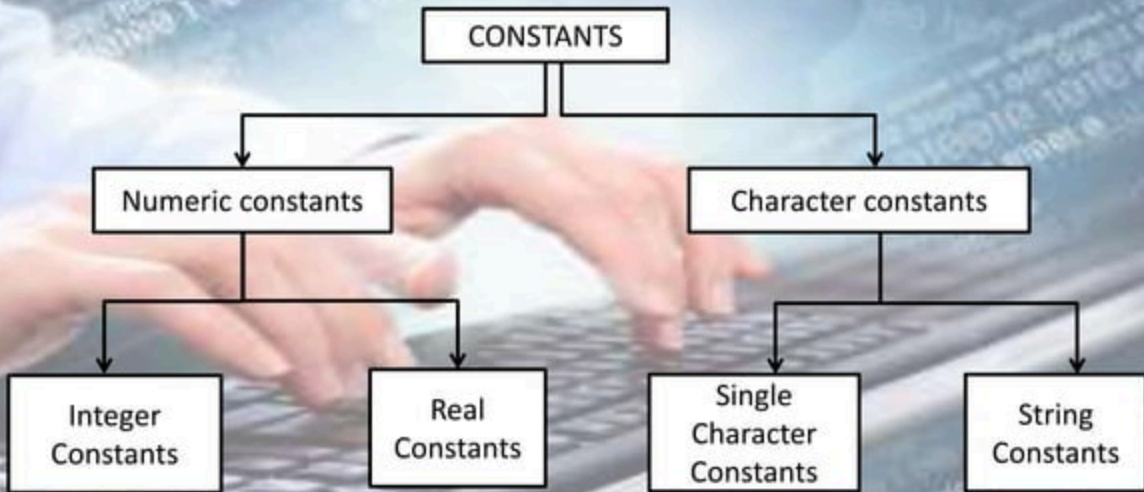 CONSTANTS
Numeric constants
Character constants
Integer
Constants
Real
Constants
Single
Character
Constants
String
Constants